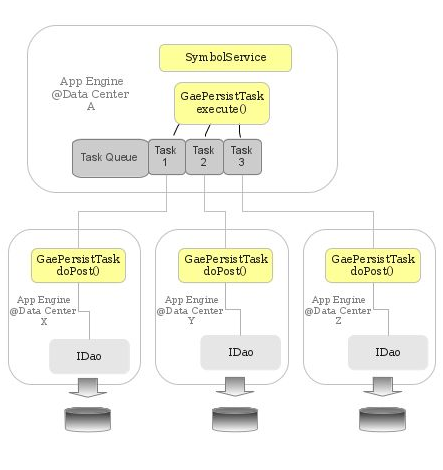 SymbolService
App Engine
@Data Center
A
GaePersistTask
execute()
Task Queue
Task
1
Task
2
Task
3
GaePersistTask
doPost()
App Engine
@Data Center
X
IDao
GaePersistTask
doPost()
App Engine
@Data Center
Y
IDao
GaePersistTask
doPost()
App Engine
@Data Center
Z
IDao